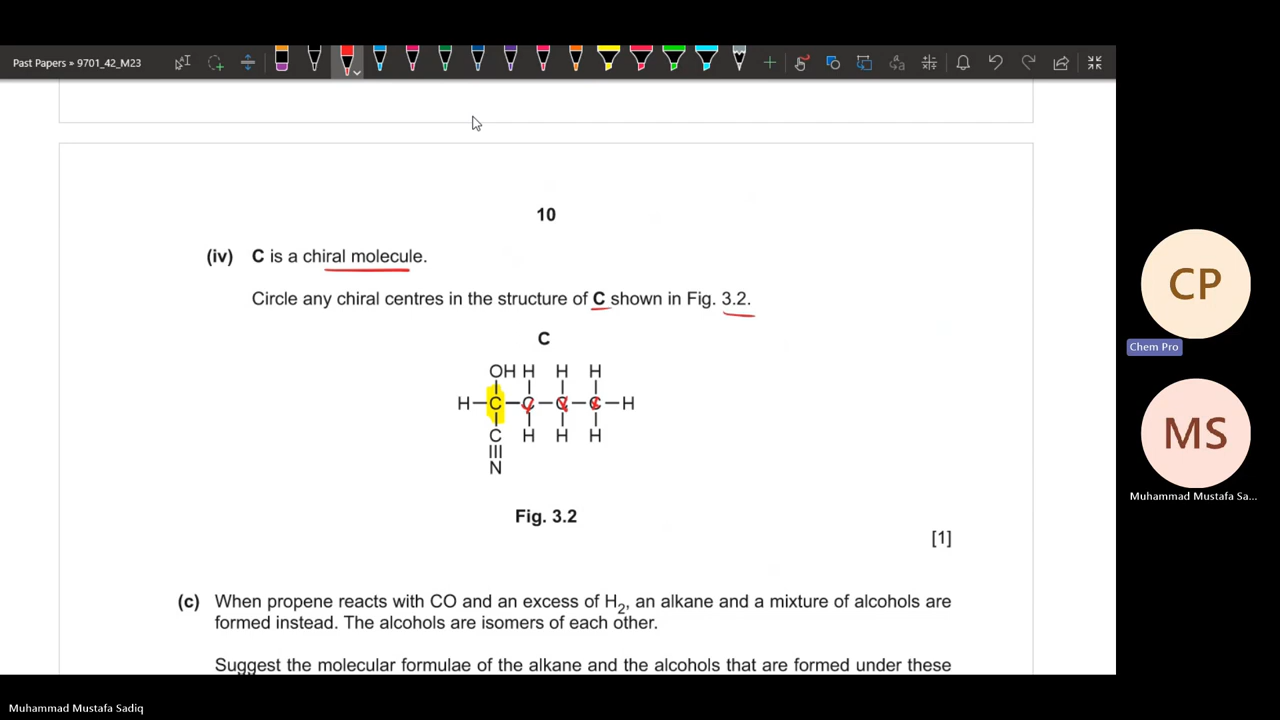 Past Papers » 9701_42_M23
10
(iv) C is a chiral molecule.
Circle any chiral centres in the structure of C shown in Fig. 3.2.
C
OH H H H
H C C C C H
C H H H
N
Fig. 3.2
[1]
(c) When propene reacts with CO and an excess of H2, an alkane and a mixture of alcohols are
formed instead. The alcohols are isomers of each other.
Suggest the molecular formulae of the alkane and the alcohols that are formed under these
CP
Chem Pro
MS
Muhammad Mustafa Sa...
Muhammad Mustafa Sadiq